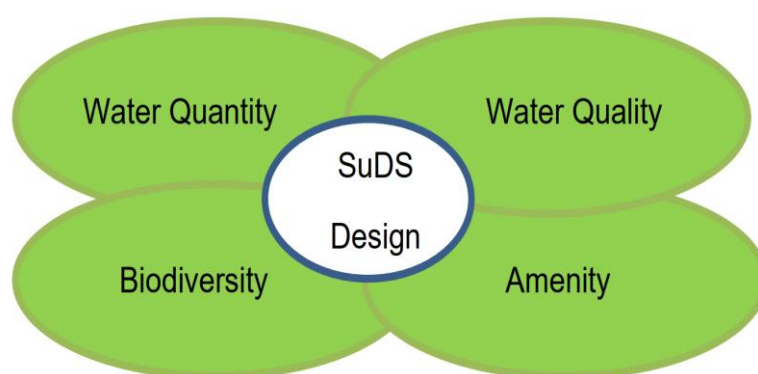 Water Quantity
Water Quality
SuDS
Design
Biodiversity
Amenity